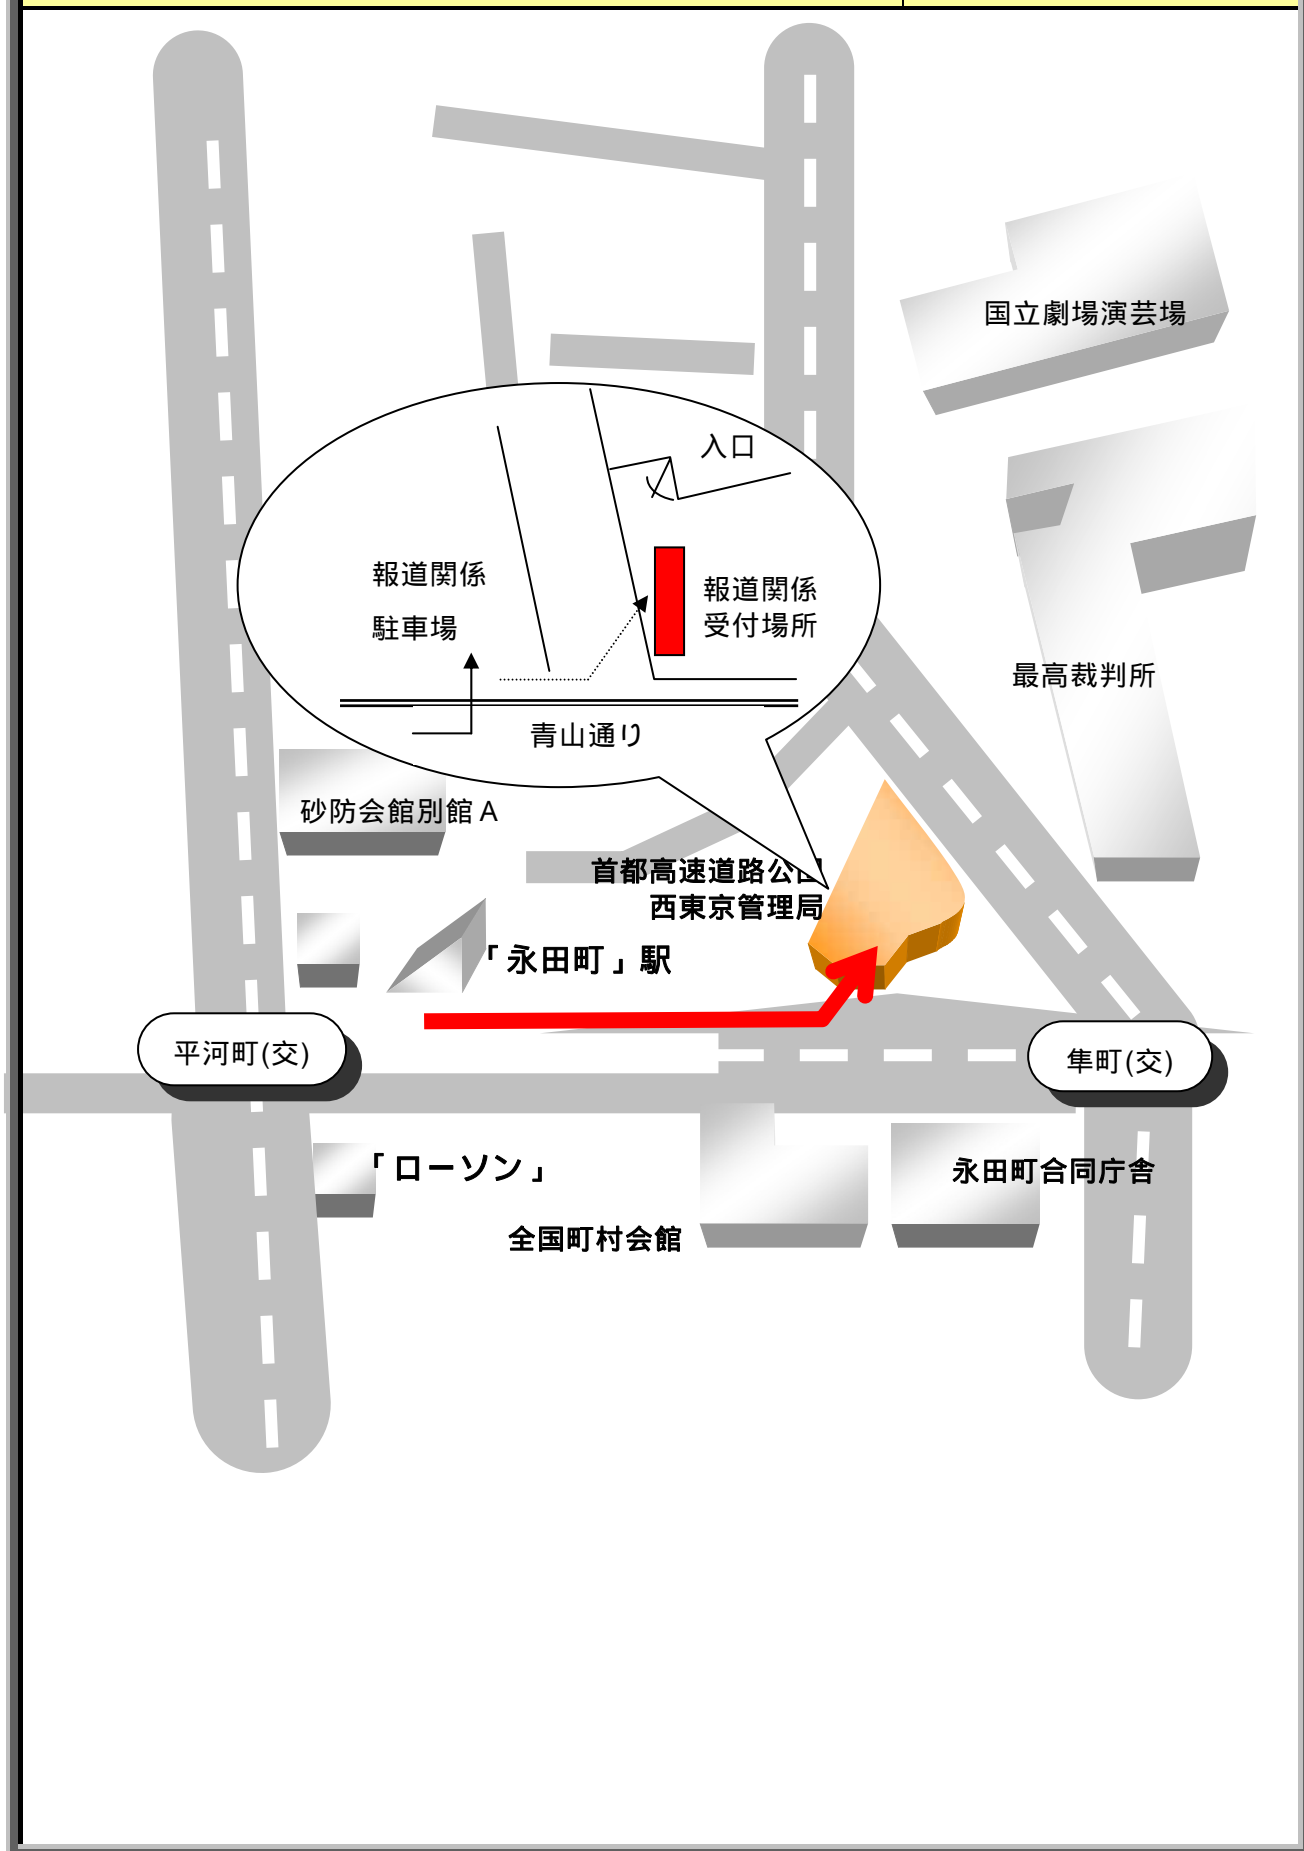 国立劇場演芸場
入口
報道関係
駐車場
報道関係
受付場所
最高裁判所
青山通り
砂防会館別館A
首都高速道路公団
西東京管理局
「永田町」駅
平河町(交)
隼町(交)
「ローソン」
永田町合同庁舎
全国町村会館